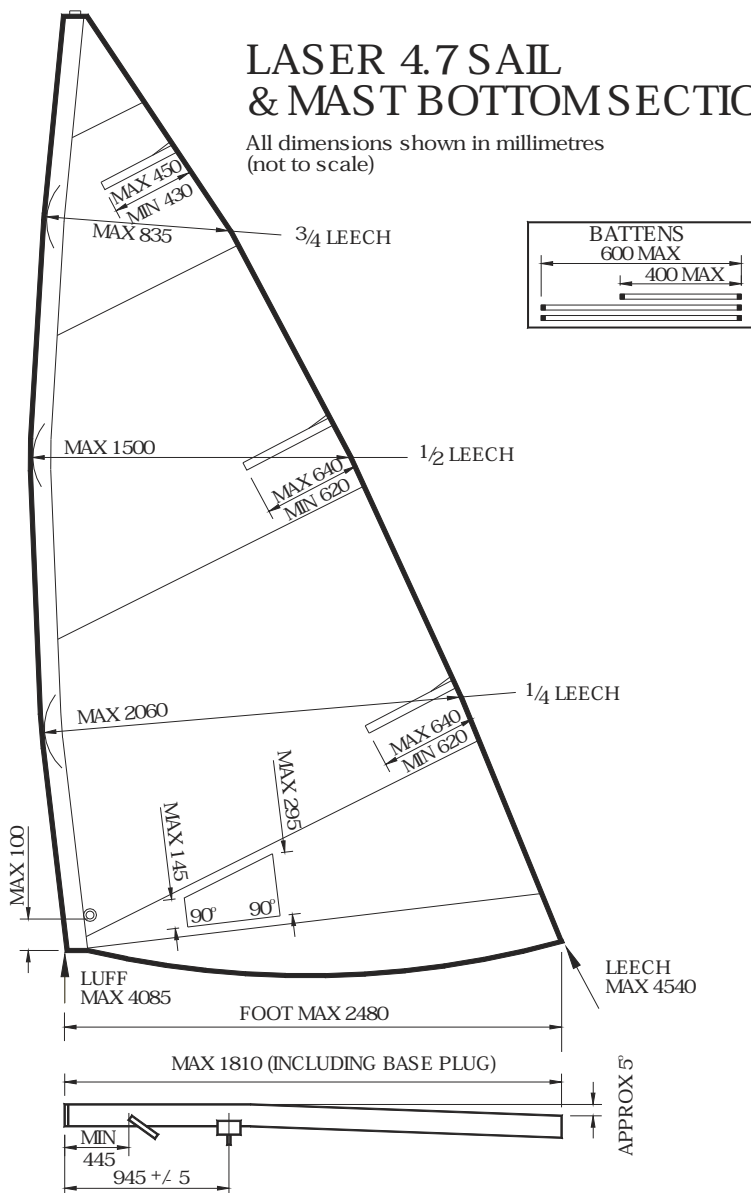 LASER 4.7 SAIL
& MAST BOTTOM SECTIO
All dimensions shown in millimetres
(not to scale)
MAX 450
MIN 430
MAX 835
3/4 LEECH
BATTENS
600 MAX
400 MAX
MAX 1500
1/2 LEECH
MAX 640
MIN 620
1/4 LEECH
MAX 2060
MAX 640
MIN 620
MAX 295
MAX 145
MAX 100
90°
90°
LUFF
MAX 4085
LEECH
MAX 4540
FOOT MAX 2480
MAX 1810 (INCLUDING BASE PLUG)
APPROX 5°
MIN
445
945 +/- 5